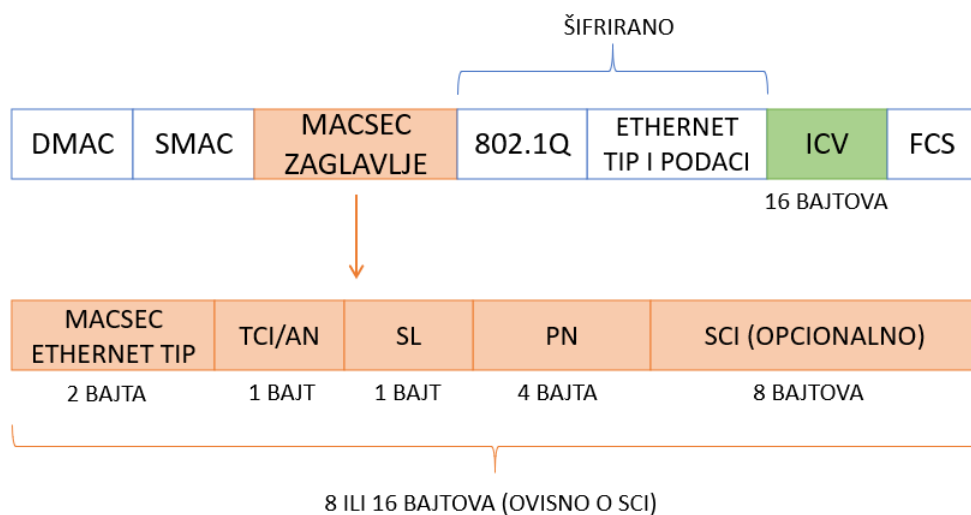 ŠIFRIRANO
DMAC
SMAC
MACSEC
ZAGLAVLJE
802.1Q
ETHERNET
TIP I PODACI
ICV
FCS
16 BAJTOVA
MACSEC
ETHERNET TIP
TCI/AN
SL
PN
SCI (OPCIONALNO)
2 BAJTA
1 BAJT
1 BAJT
4 BAJTA
8 BAJTOVA
8 ILI 16 BAJTOVA (OVISNO O SCI)